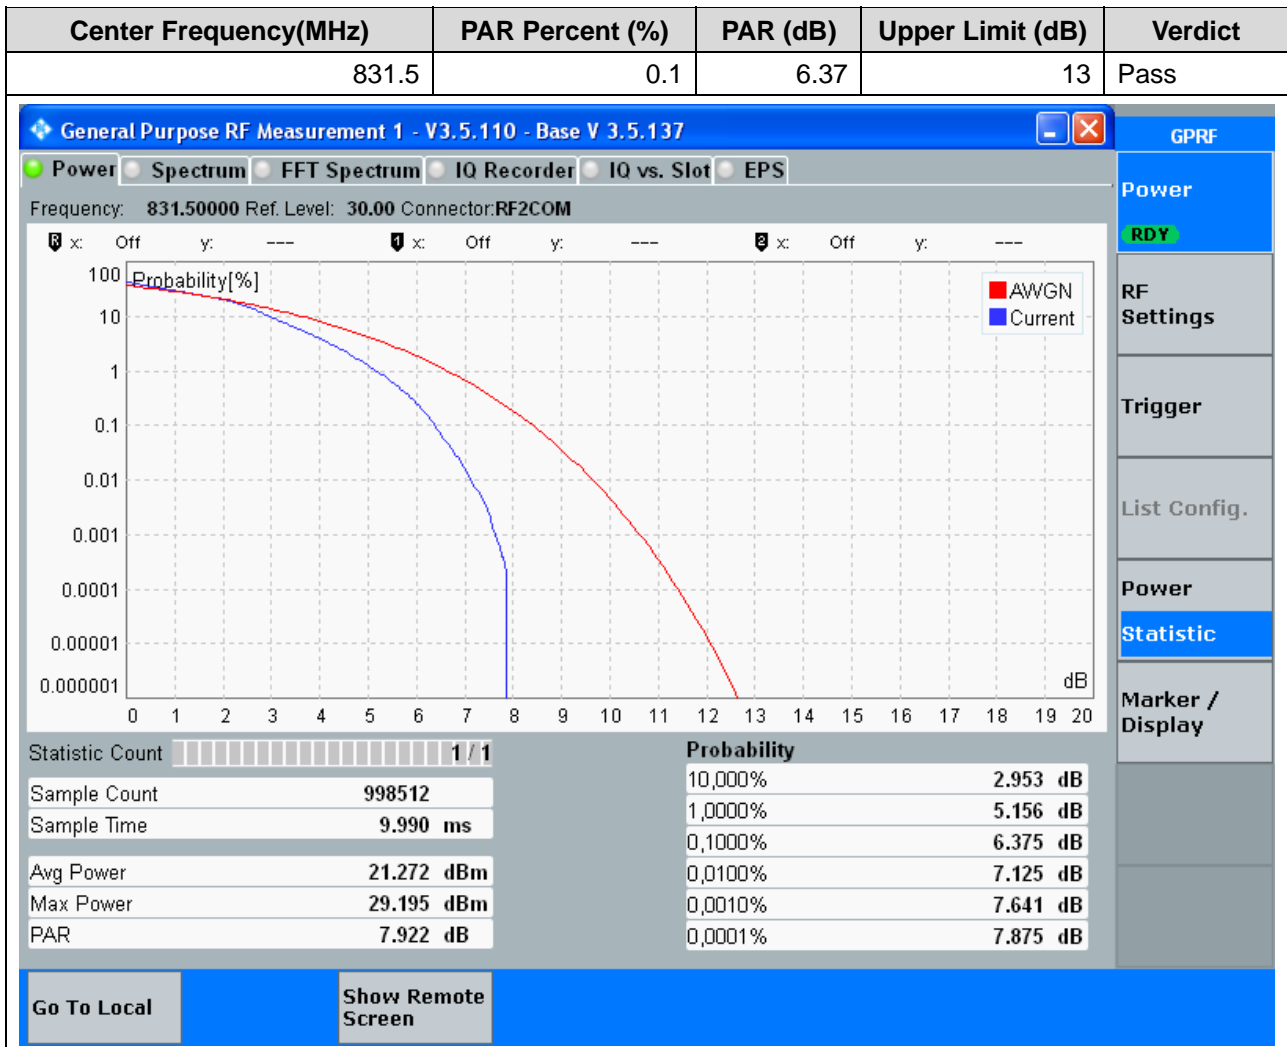 Center Frequency(MHz) PAR Percent (%) PAR (dB) Upper Limit (dB) Verdict
831.5 0.1 6.37 13 Pass
General Purpose RF Measurement 1 - V3.5.110 - Base V 3.5.137
GPRF
Power Spectrum FFT Spectrum IQ Recorder IQ vs. Slot EPS
Frequency: 831.50000 Ref. Level: 30.00 Connector:RF2COM
R x: Off y: --- 1 x: Off y: --- 2 x: Off y: ---
Power
RDY
RF
Settings
Trigger
List Config.
Power
Statistic
Marker /
Display
Probability[%]
AWGN
Current
100
10
1
0.1
0.01
0.001
0.0001
0.00001
0.000001
dB
0 1 2 3 4 5 6 7 8 9 10 11 12 13 14 15 16 17 18 19 20
Statistic Count 1 / 1
Sample Count 998512
Sample Time 9.990 ms
Avg Power 21.272 dBm
Max Power 29.195 dBm
PAR 7.922 dB
Probability
10,000% 2.953 dB
1,0000% 5.156 dB
0,1000% 6.375 dB
0,0100% 7.125 dB
0,0010% 7.641 dB
0,0001% 7.875 dB
Go To Local
Show Remote
Screen